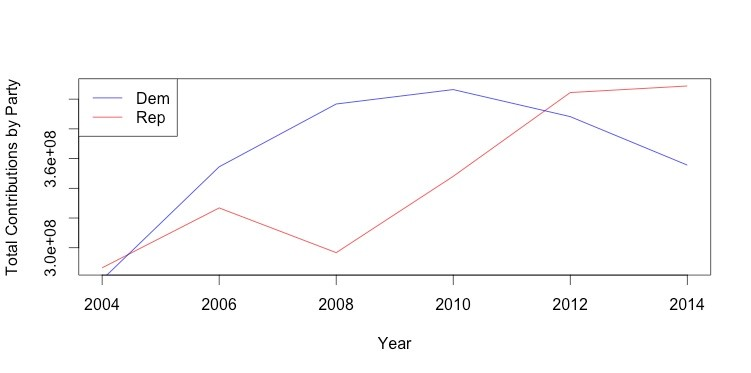 Total Contributions by Party
3.6e+08
3.0e+08
Dem
Rep
2004 2006 2008 2010 2012 2014
Year